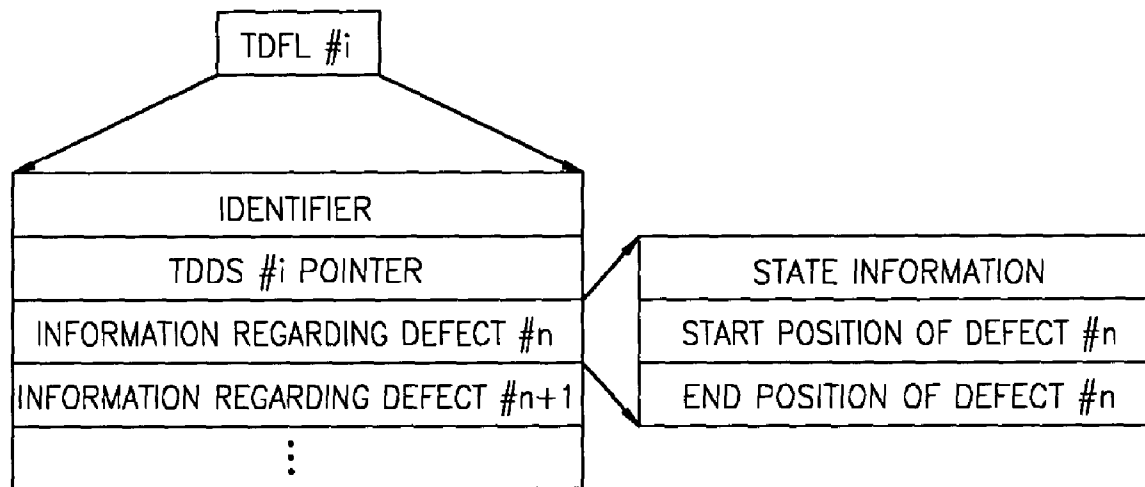 TDFL #i
IDENTIFIER
TDDS #i POINTER
INFORMATION REGARDING DEFECT #n
INFORMATION REGARDING DEFECT #n+1
⋮
STATE INFORMATION
START POSITION OF DEFECT #n
END POSITION OF DEFECT #n